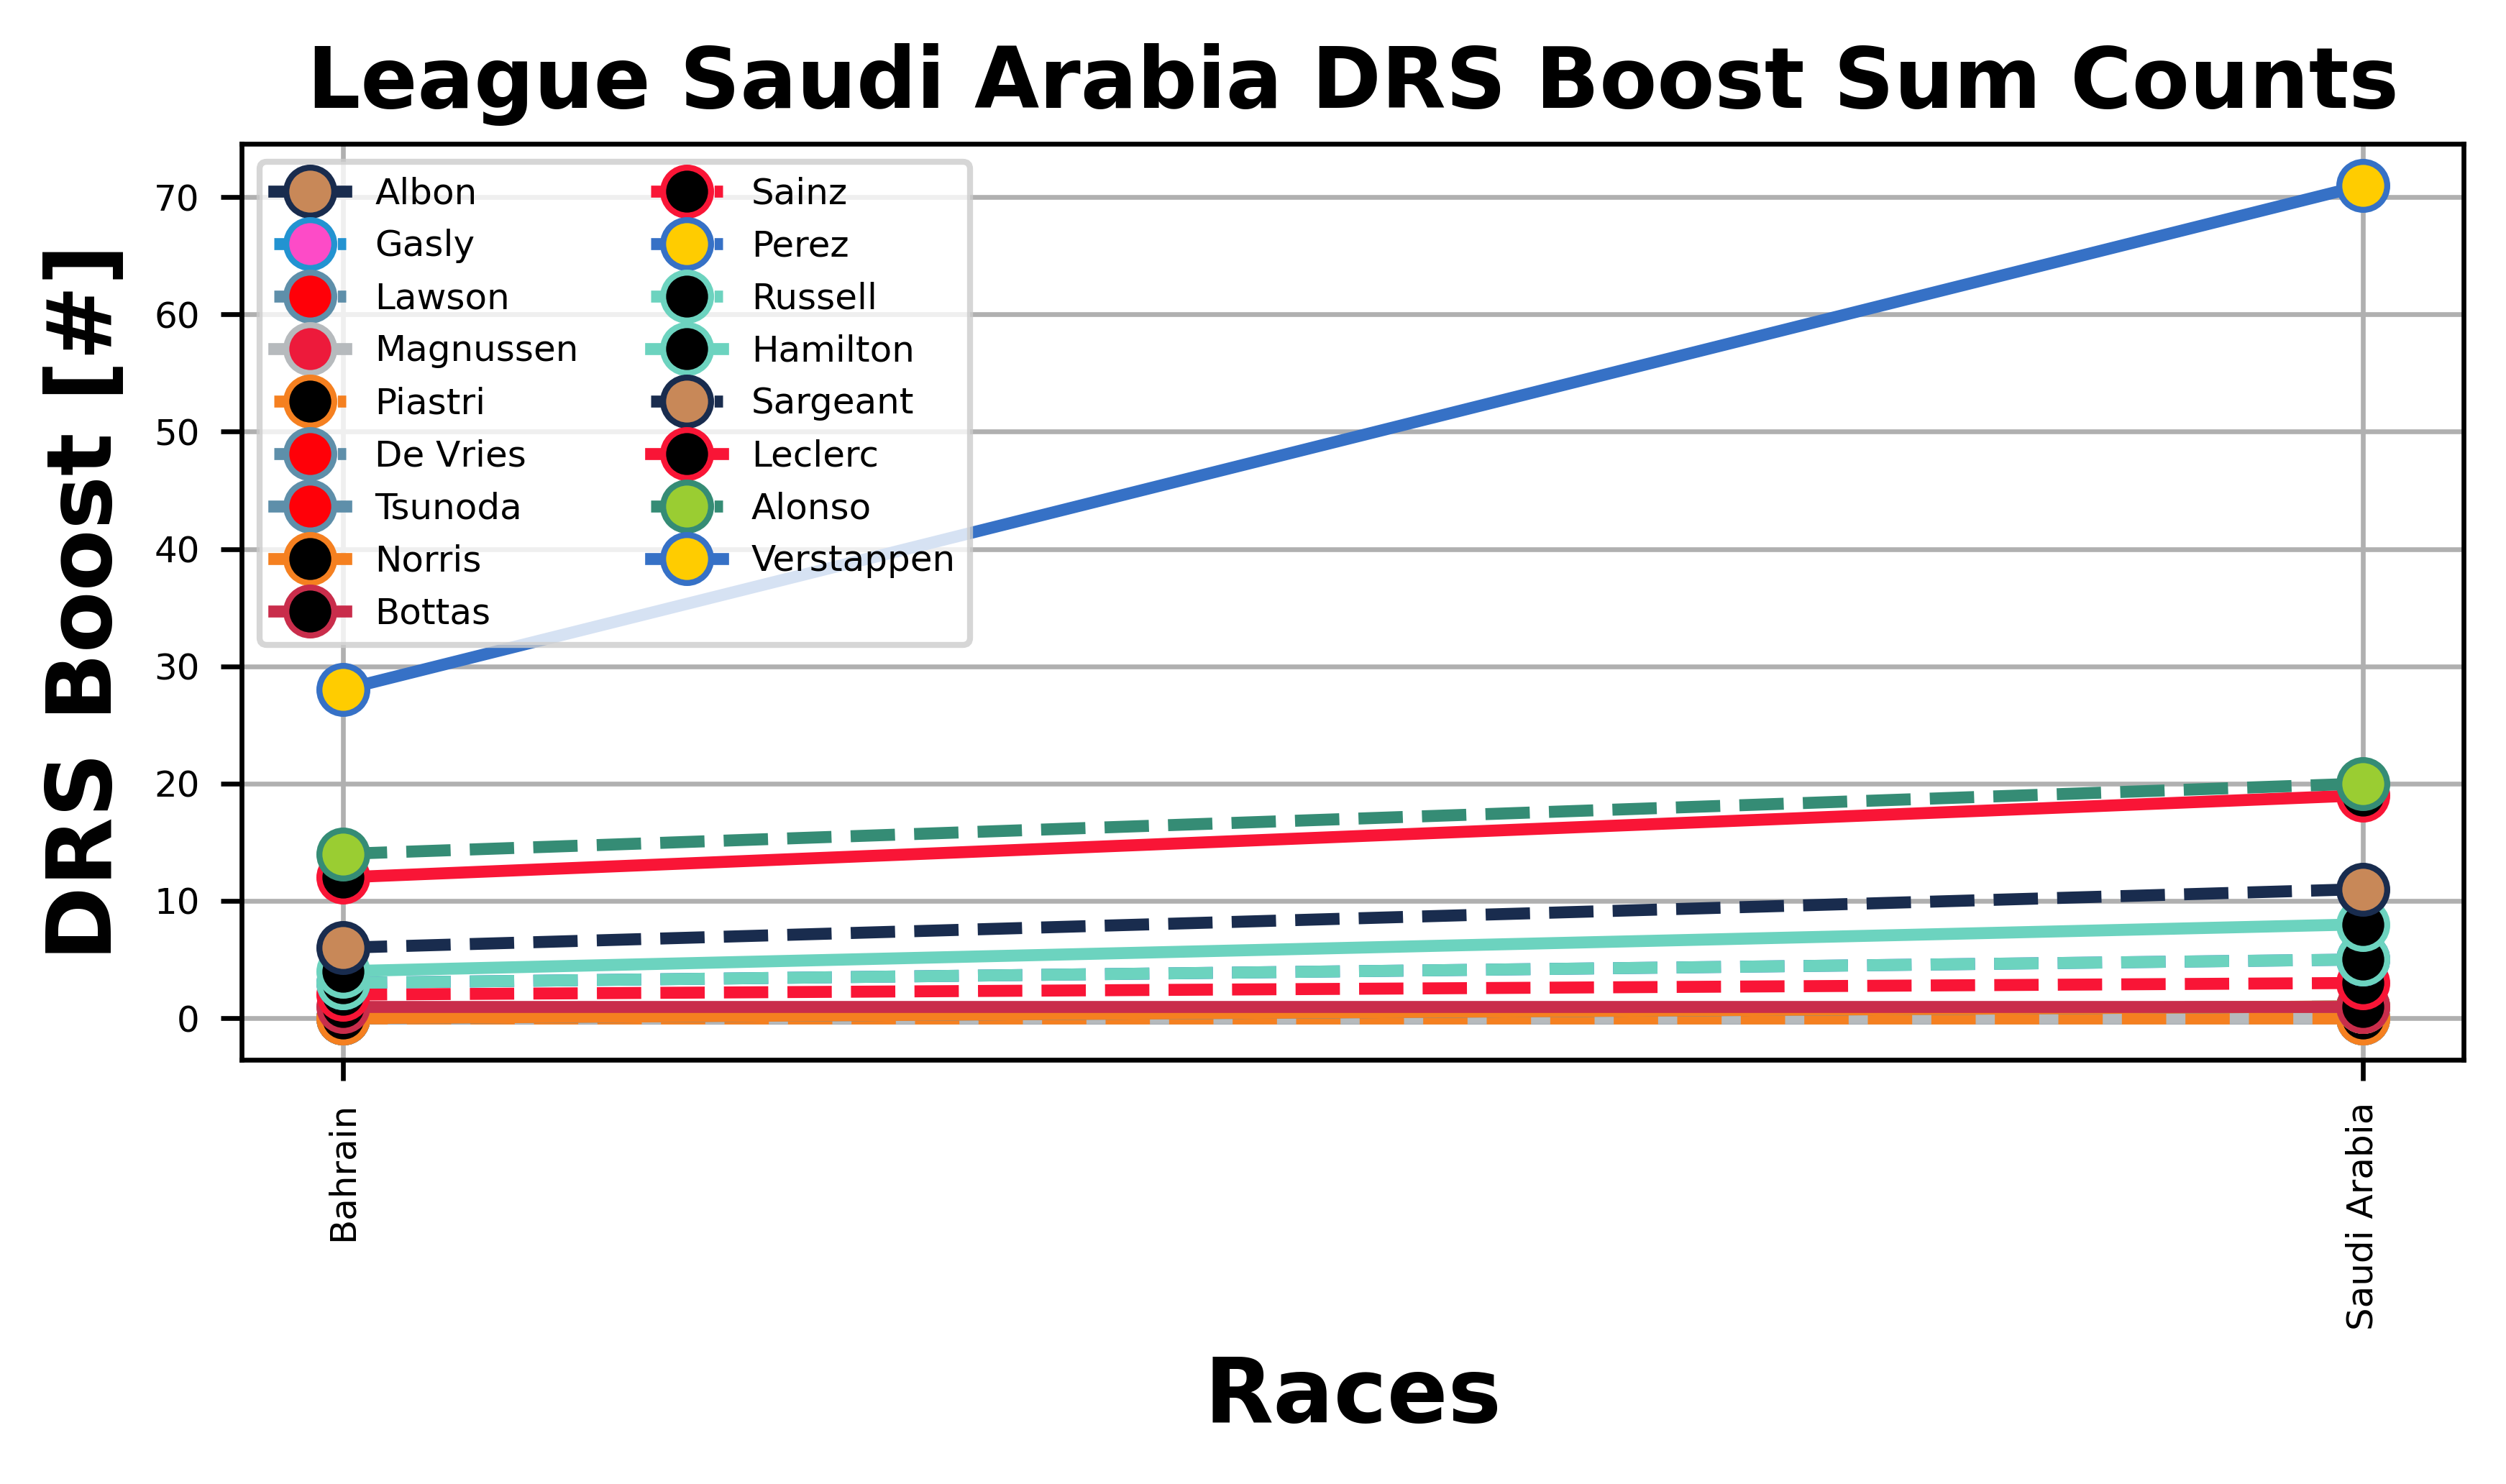 League Saudi Arabia DRS Boost Sum Counts
DRS Boost [#]
70
60
50
40
30
20
10
0
Albon
Gasly
Lawson
Magnussen
Piastri
De Vries
Tsunoda
Norris
Bottas
Sainz
Perez
Russell
Hamilton
Sargeant
Leclerc
Alonso
Verstappen
Bahrain
Saudi Arabia
Races